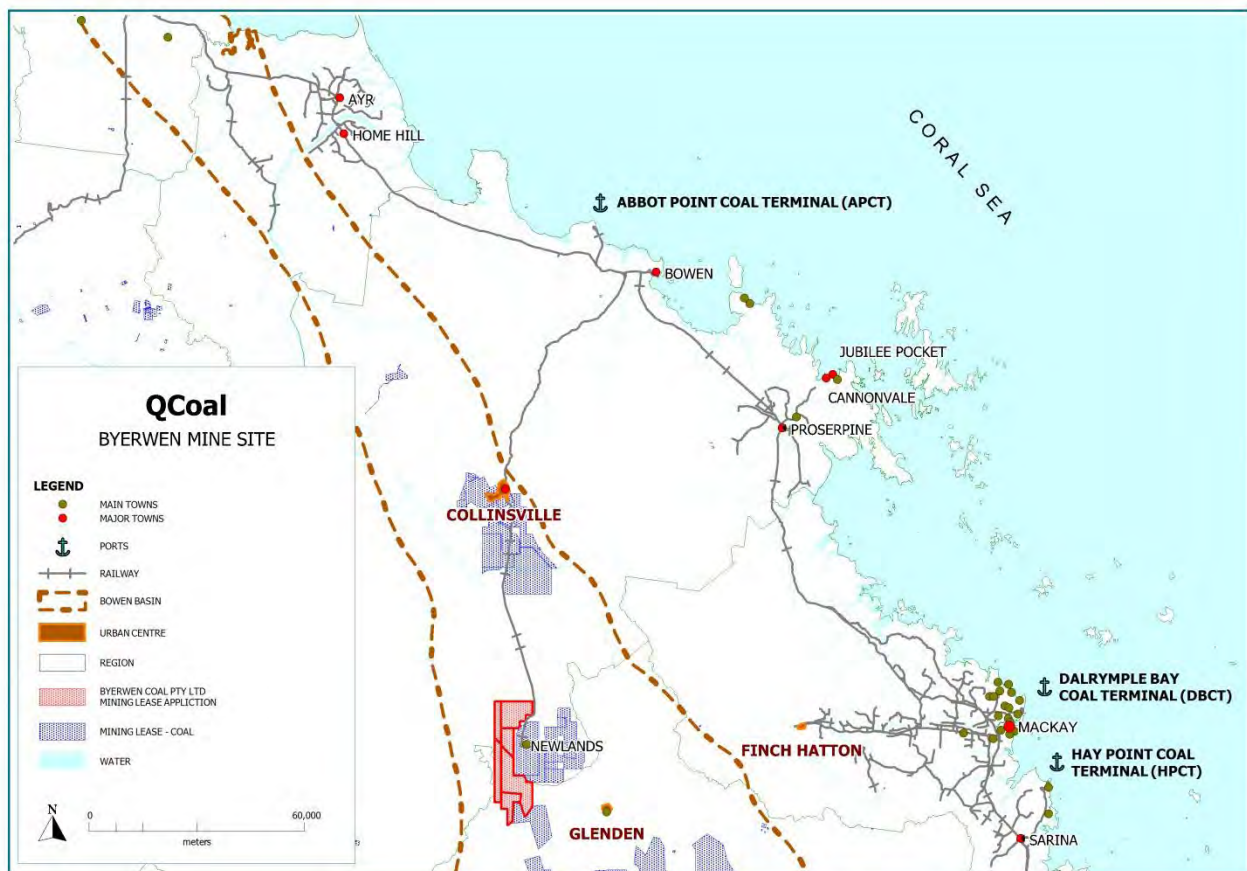 AYR
HOME HILL
CORAL SEA
ABBOT POINT COAL TERMINAL (APCT)
BOWEN
JUBILEE POCKET
CANNONVALE
PROSERPINE
QCoal
BYERWEN MINE SITE
LEGEND
MAIN TOWNS
MAJOR TOWNS
PORTS
RAILWAY
BOWEN BASIN
URBAN CENTRE
REGION
BYERWEN COAL PTY LTD
MINING LEASE APPLICTION
MINING LEASE - COAL
WATER
N
0 60,000
meters
COLLINSVILLE
NEWLANDS
GLENDEN
FINCH HATTON
DALRYMPLE BAY
COAL TERMINAL (DBCT)
MACKAY
HAY POINT COAL
TERMINAL (HPCT)
SARINA